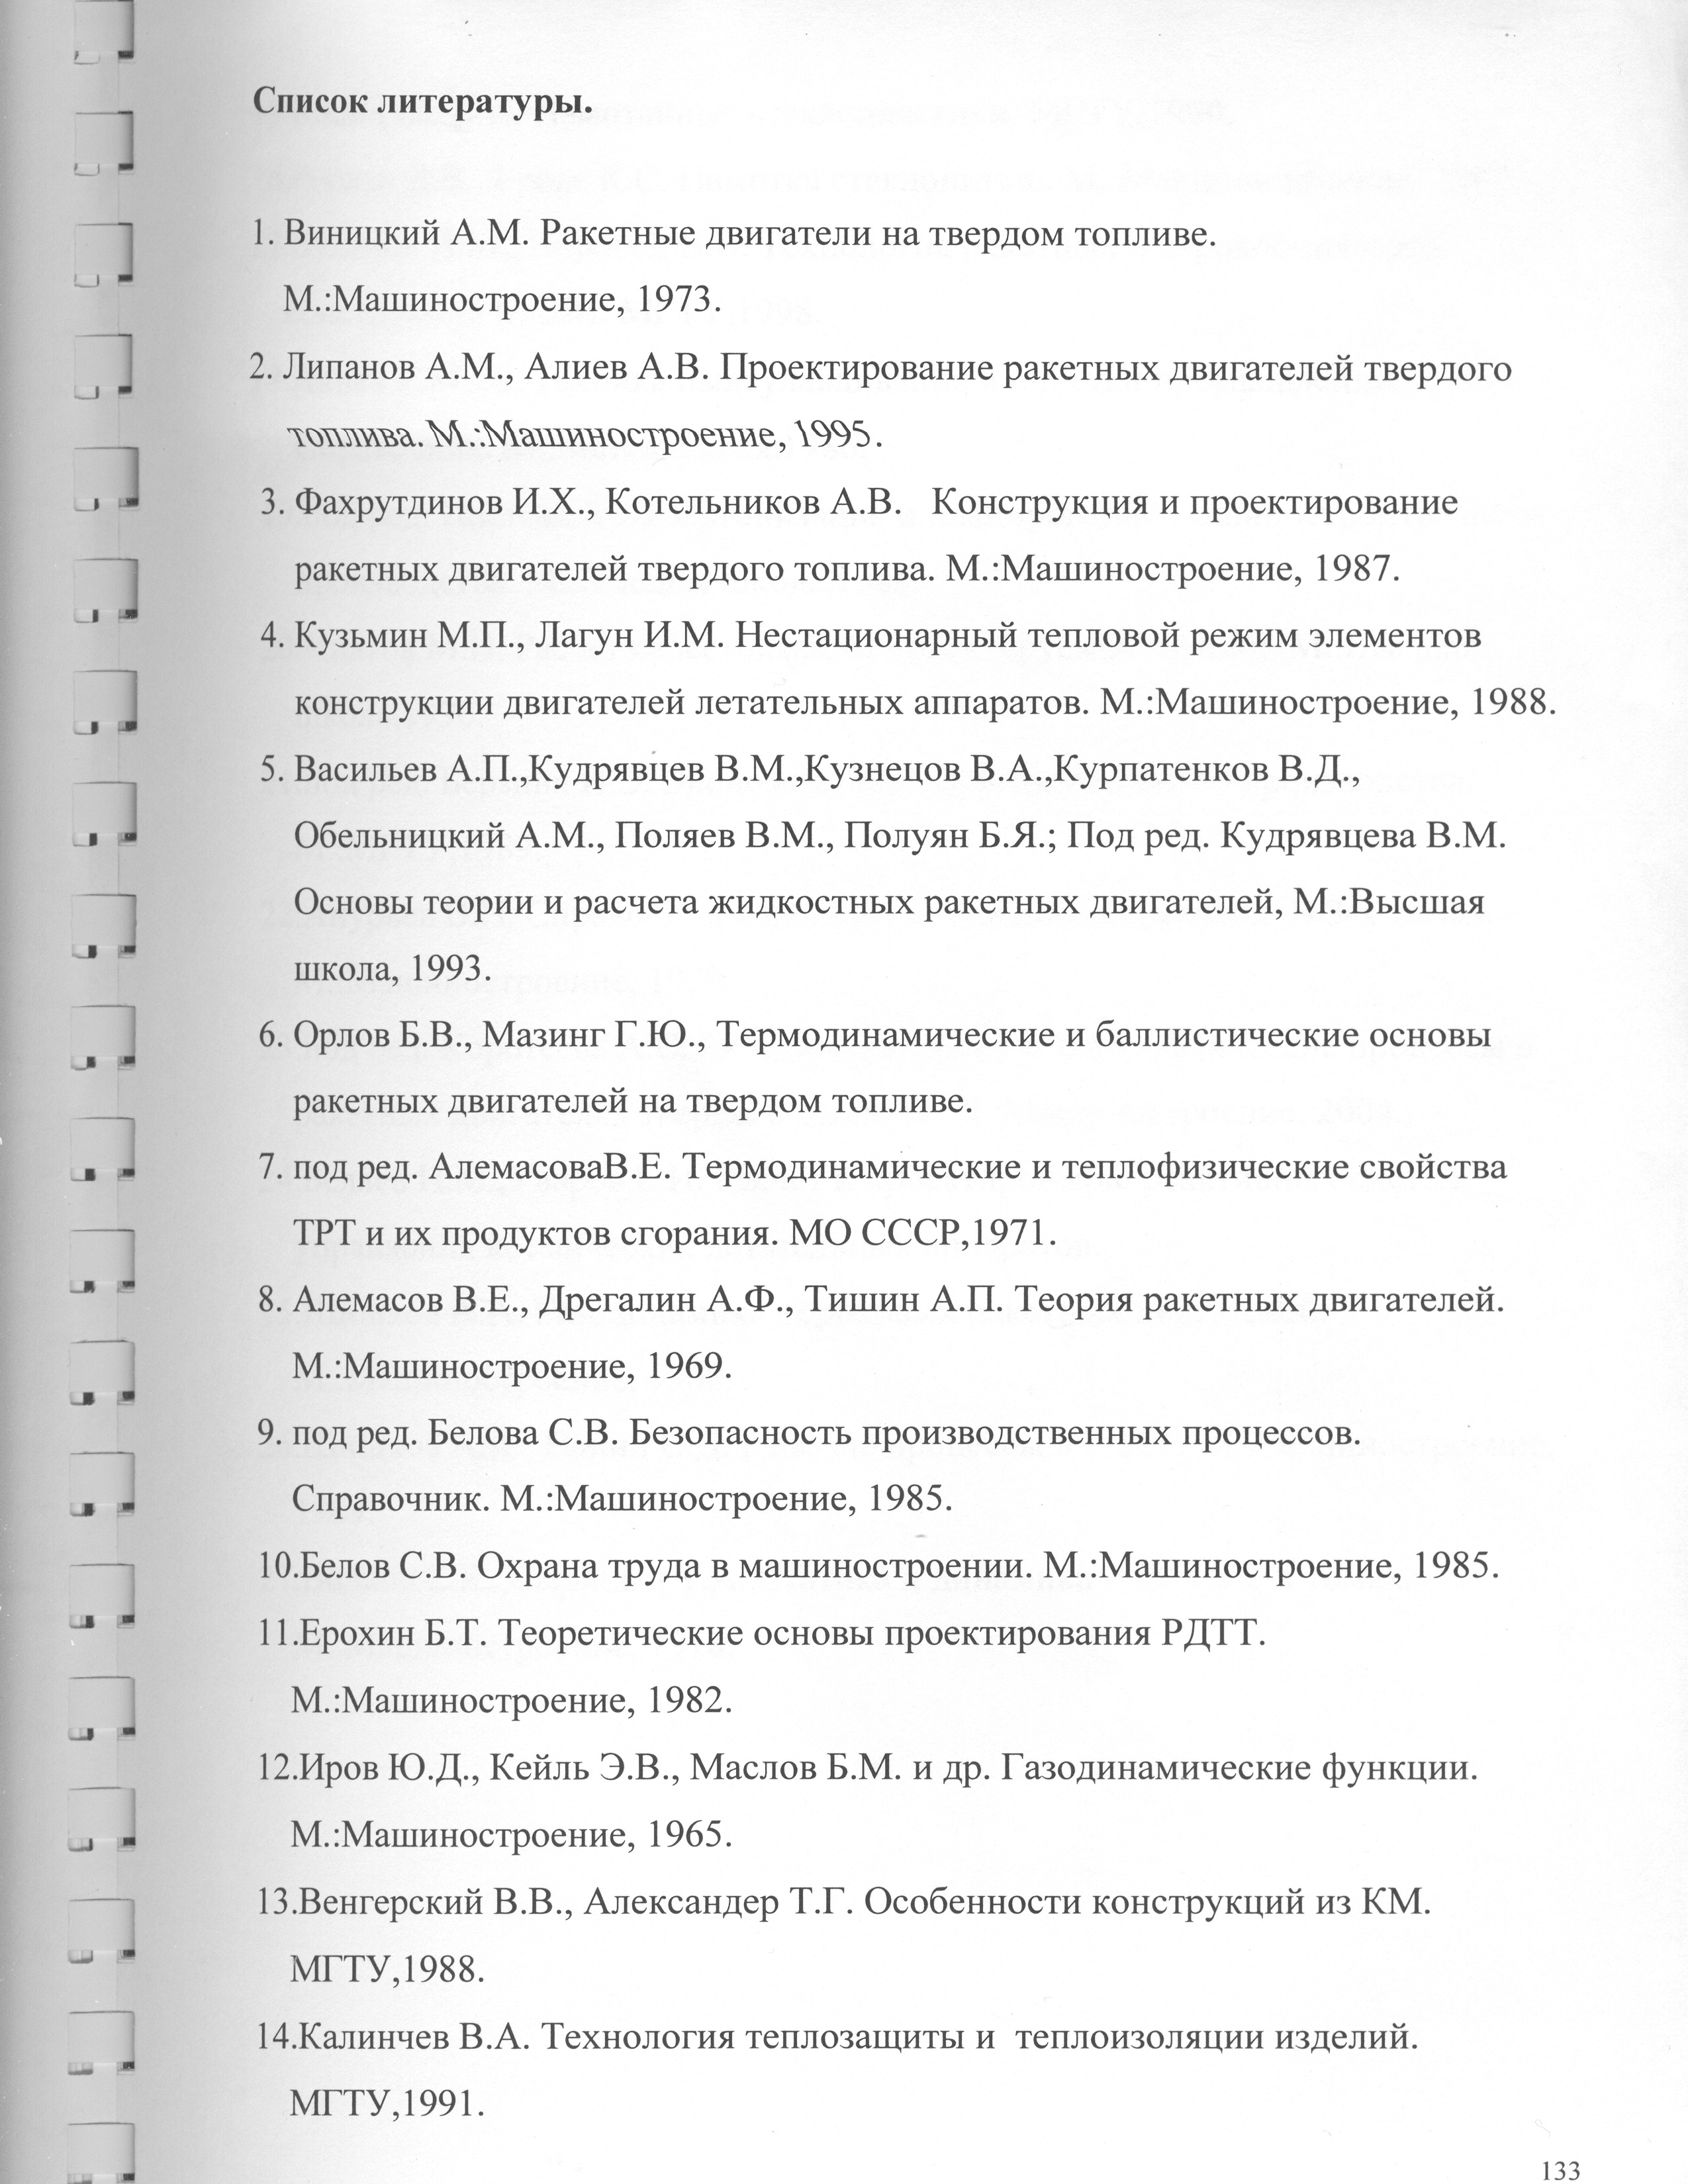 Список литературы.
1. Виницкий А.М. Ракетные двигатели на твердом топливе.
М.:Машиностроение, 1973.
2. Липанов А.М., Алиев А.В. Проектирование ракетных двигателей твердого
топлива. М.:Машиностроение, 1995.
3. Фахрутдинов И.Х., Котельников А.В.   Конструкция и проектирование
ракетных двигателей твердого топлива. М.:Машиностроение, 1987.
4. Кузьмин М.П., Лагун И.М. Нестационарный тепловой режим элементов
конструкции двигателей летательных аппаратов. М.:Машиностроение, 1988.
5. Васильев А.П.,Кудрявцев В.М.,Кузнецов В.А.,Курпатенков В.Д.,
Обельницкий А.М., Поляев В.М., Полуян Б.Я.; Под ред. Кудрявцева В.М.
Основы теории и расчета жидкостных ракетных двигателей, М.:Высшая
школа, 1993.
6. Орлов Б.В., Мазинг Г.Ю., Термодинамические и баллистические основы
ракетных двигателей на твердом топливе.
7. под ред. АлемасоваВ.Е. Термодинамические и теплофизические свойства
ТРТ и их продуктов сгорания. МО СССР,1971.
8. Алемасов В.Е., Дрегалин А.Ф., Тишин А.П. Теория ракетных двигателей.
М.:Машиностроение, 1969.
9. под ред. Белова С.В. Безопасность производственных процессов.
Справочник. М.:Машиностроение, 1985.
10.Белов С.В. Охрана труда в машиностроении. М.:Машиностроение, 1985.
11.Ерохин Б.Т. Теоретические основы проектирования РДТТ.
М.:Машиностроение, 1982.
12.Иров Ю.Д., Кейль Э.В., Маслов Б.М. и др. Газодинамические функции.
М.:Машиностроение, 1965.
13.Венгерский В.В., Александер Т.Г. Особенности конструкций из КМ.
МГТУ,1988.
14.Калинчев В.А. Технология теплозащиты и  теплоизоляции изделий.
МГТУ,1991.
133